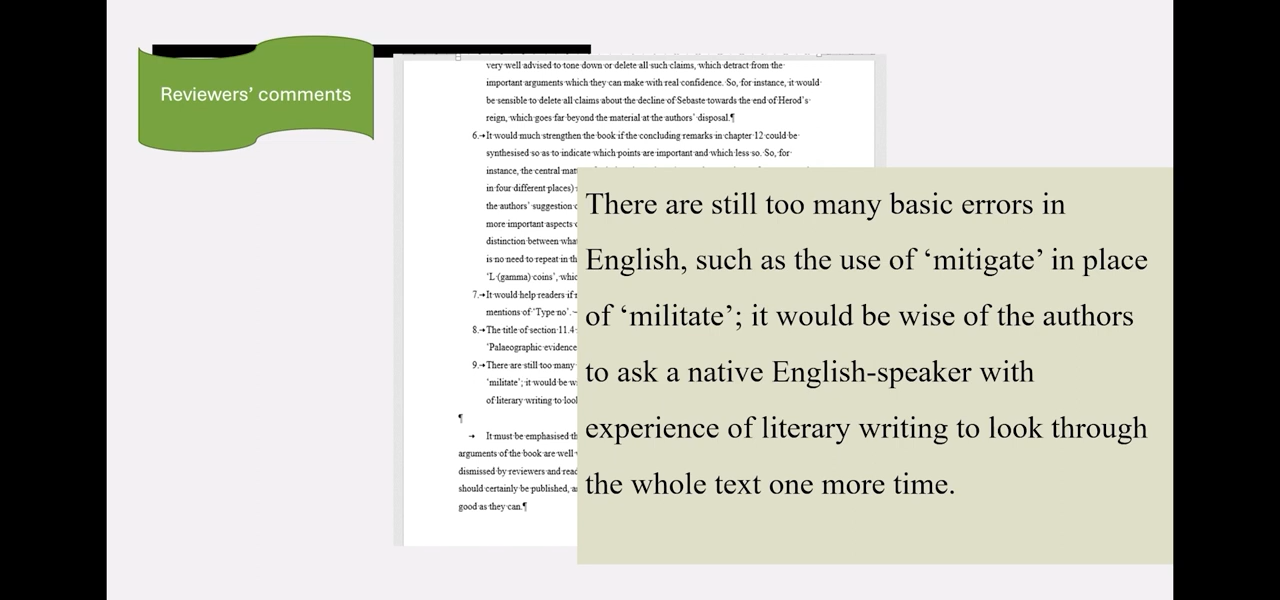 Reviewers’ comments
very well advised to tone down or delete all such claims, which detract from the
important arguments which they can make with real confidence. So, for instance, it would
be sensible to delete all claims about the decline of Sebaste towards the end of Herod’s
reign, which goes far beyond the material at the authors’ disposal.¶
6.→It would much strengthen the book if the concluding remarks in chapter 12 could be
synthesised so as to indicate which points are important and which less so. So, for
instance, the central
in four different places)
the authors’ suggestion
more important aspects
distinction between
is no need to repeat in
‘L (gamma) coins’,
7.→It would help readers if
mentions of ‘Type no’.
8.→The title of section 11.4
‘Palaeographic evidence
9.→There are still too many
‘militate’; it would be
of literary writing to
¶
→ It must be emphasised
arguments of the book are well
dismissed by reviewers and
should certainly be published,
good as they can.¶
There are still too many basic errors in
English, such as the use of ‘mitigate’ in place
of ‘militate’; it would be wise of the authors
to ask a native English-speaker with
experience of literary writing to look through
the whole text one more time.